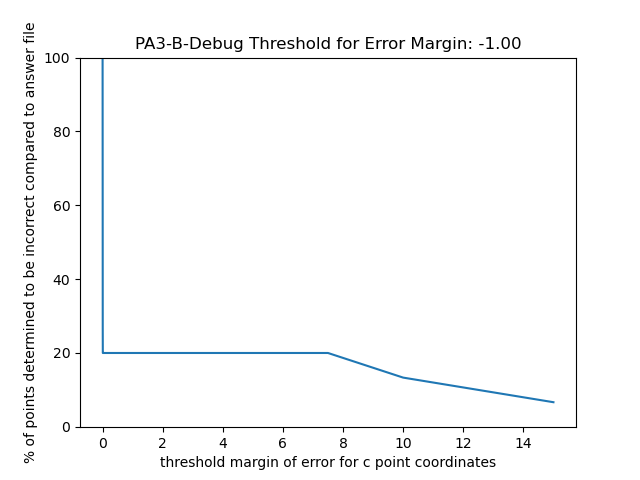 PA3-B-Debug Threshold for Error Margin: -1.00
% of points determined to be incorrect compared to answer file
100
80
60
40
20
0
0 2 4 6 8 10 12 14
threshold margin of error for c point coordinates